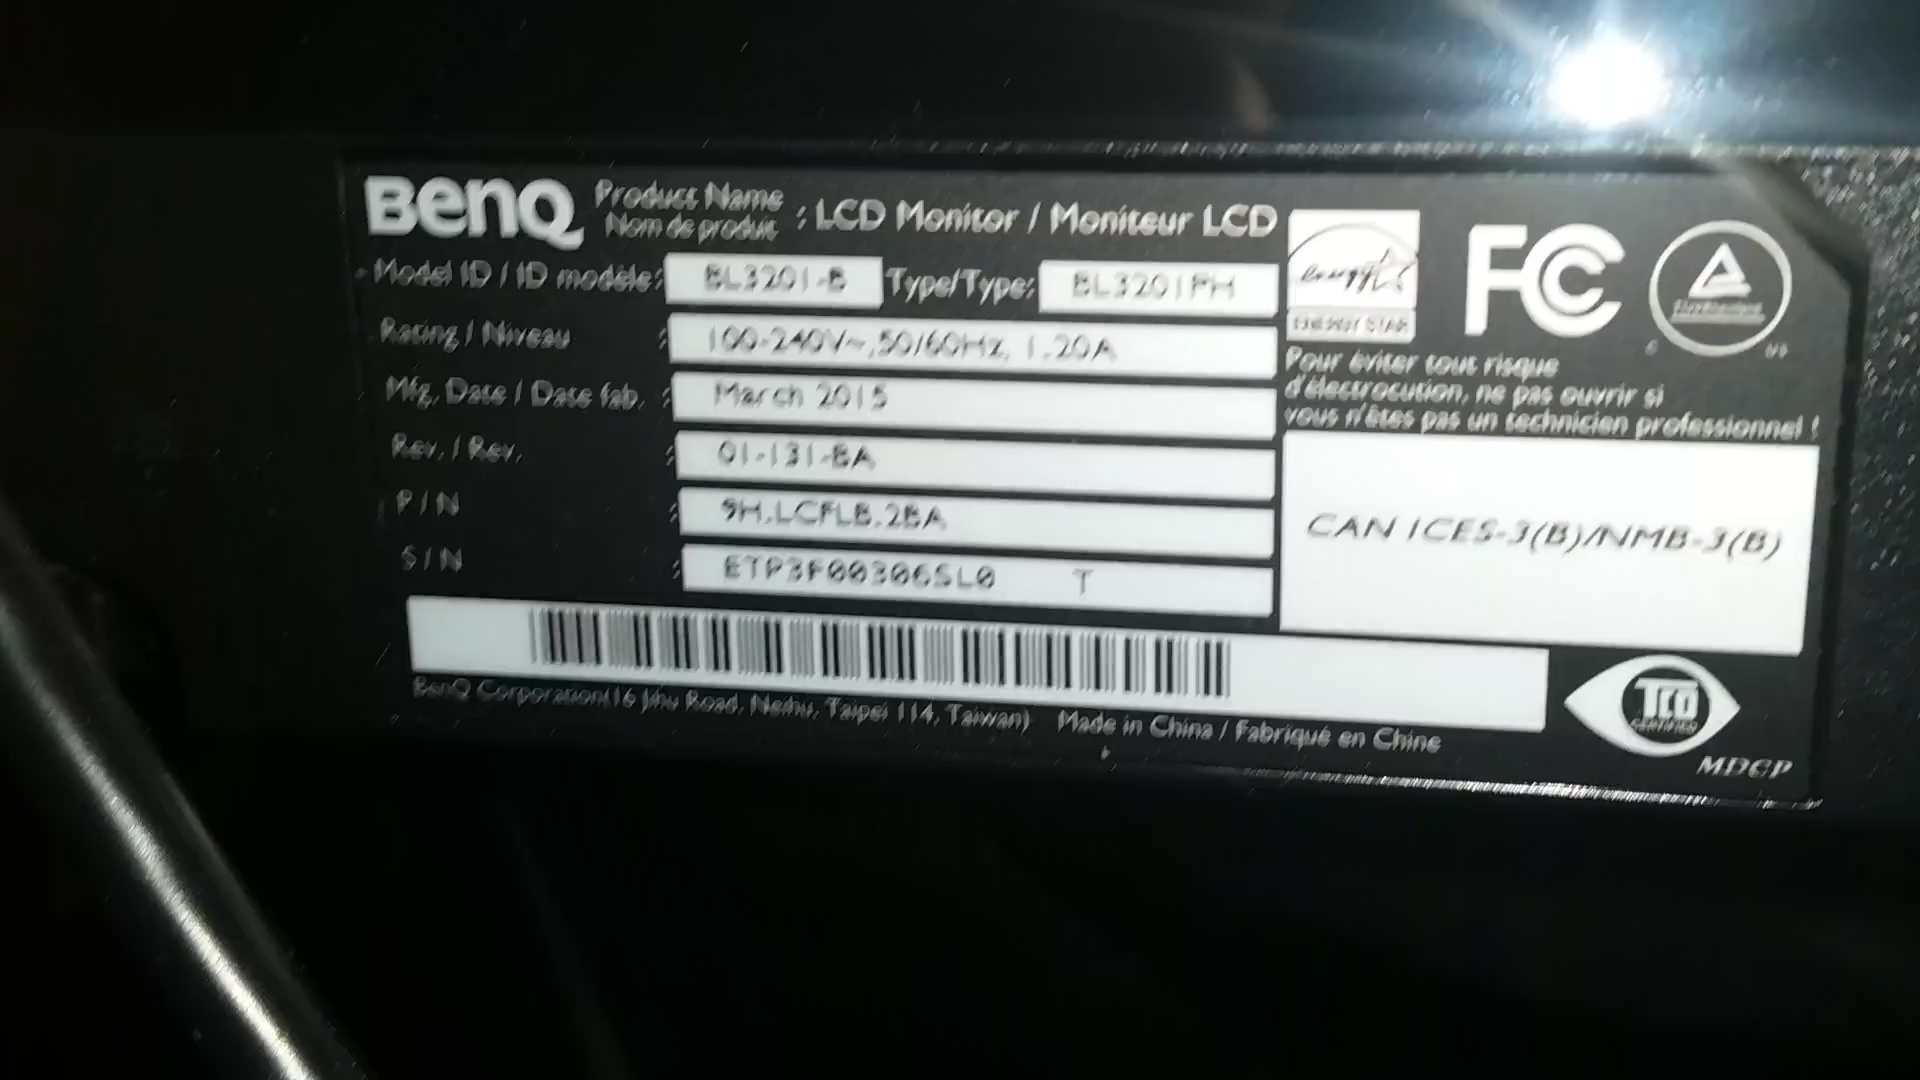 BenQ Product Name
Nom de produit : LCD Monitor / Moniteur LCD
Model ID / ID modèle: BL3201-B Type/Type: BL3201PH
Rating / Niveau : 100-240V~,50/60Hz, 1.20A
Mfg. Date / Date fab. : March 2015
Rev. / Rev. : 01-131-BA
P/N : 9H.LCFLB.2BA
S/N : ETP3F00306SL0 T
BenQ Corporation(16 Jihu Road, Neihu, Taipei 114, Taiwan) Made in China / Fabriqué en Chine
energy
ENERGY STAR
FC
Pour éviter tout risque
d'électrocution, ne pas ouvrir si
vous n'êtes pas un technicien professionnel !
CAN ICES-3(B)/NMB-3(B)
TCO
CERTIFIED
MDCP